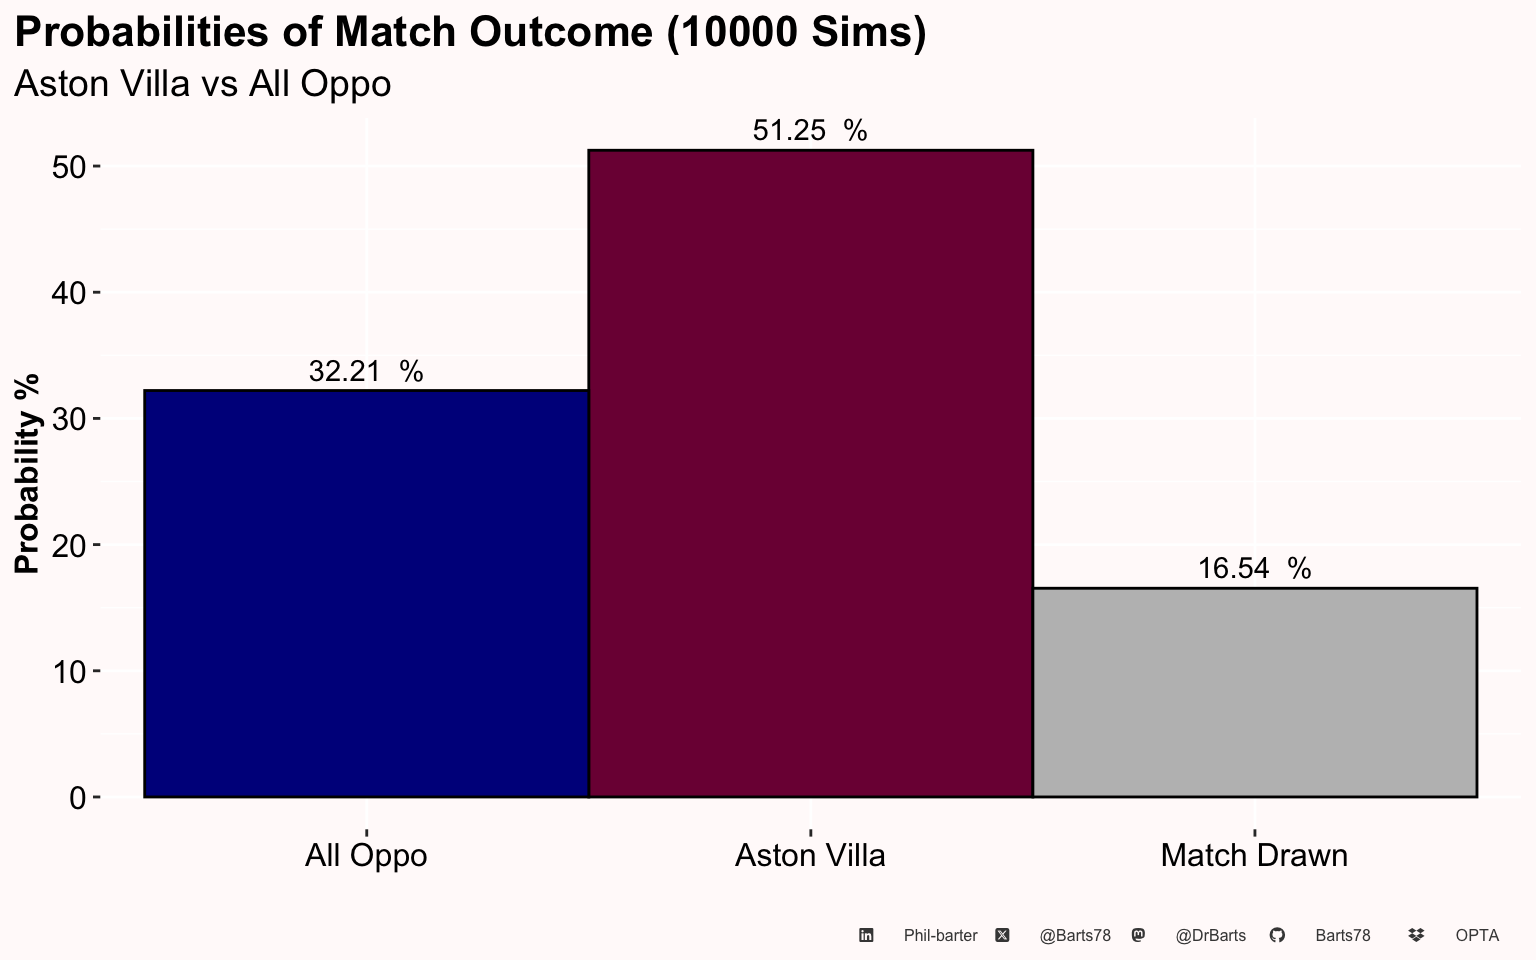 Probabilities of Match Outcome (10000 Sims)
Aston Villa vs All Oppo
51.25 %
50
40
32.21 %
30
Probability %
20
16.54 %
10
0
All Oppo Aston Villa Match Drawn
Phil-barter @Barts78 @DrBarts Barts78 OPTA